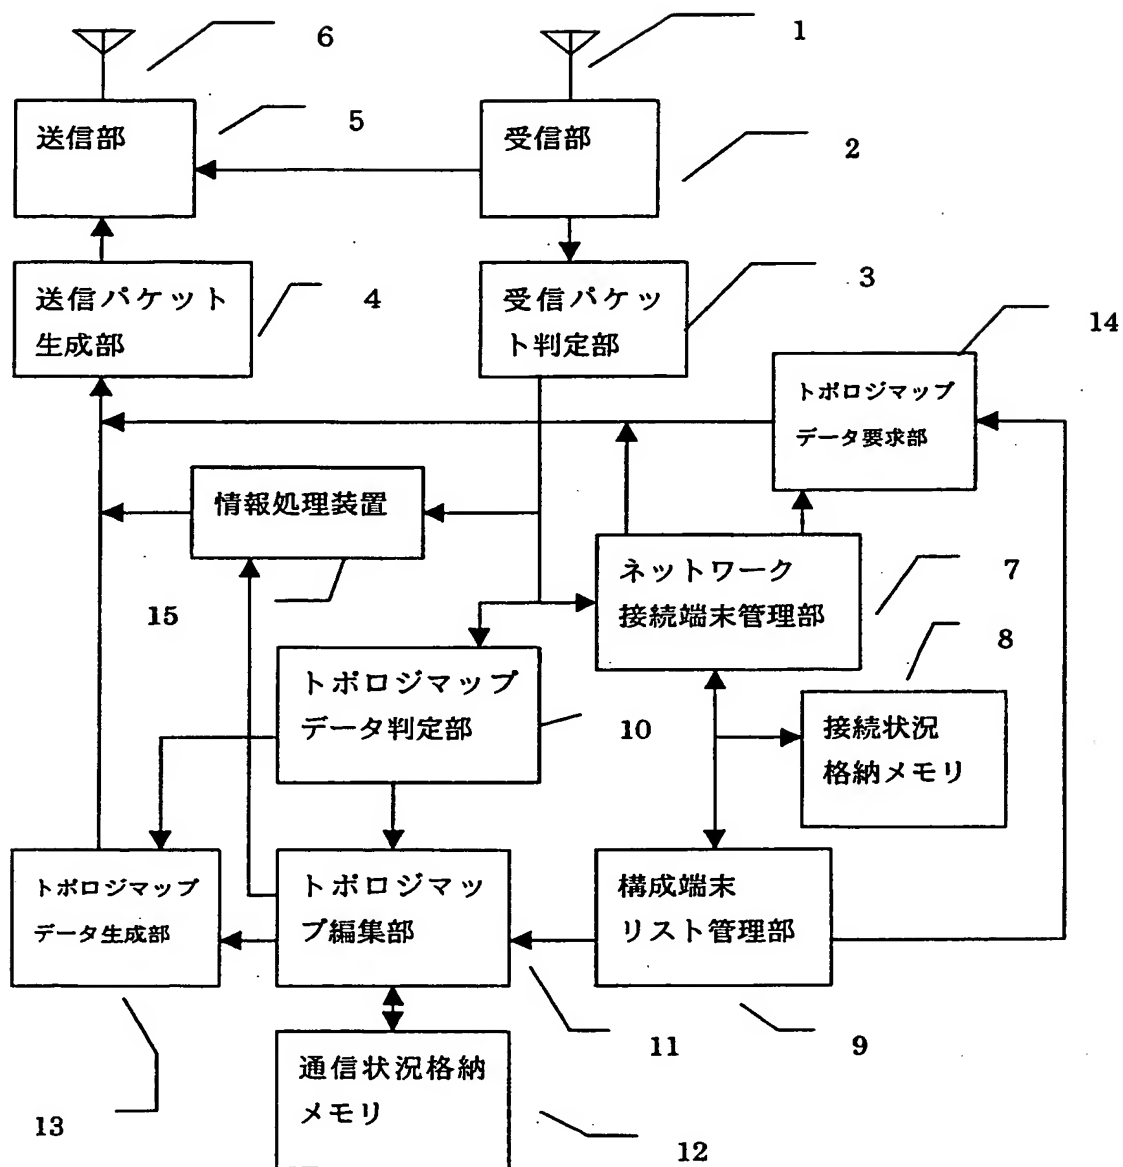 6
1
送信部
5
受信部
2
送信パケット
生成部
4
受信パケッ
ト判定部
3
14
トポロジマップ
データ要求部
情報処理装置
15
ネットワーク
接続端末管理部
7
8
トポロジマップ
データ判定部
10
接続状況
格納メモリ
トポロジマップ
データ生成部
トポロジマッ
プ編集部
構成端末
リスト管理部
11
9
13
通信状況格納
メモリ
12